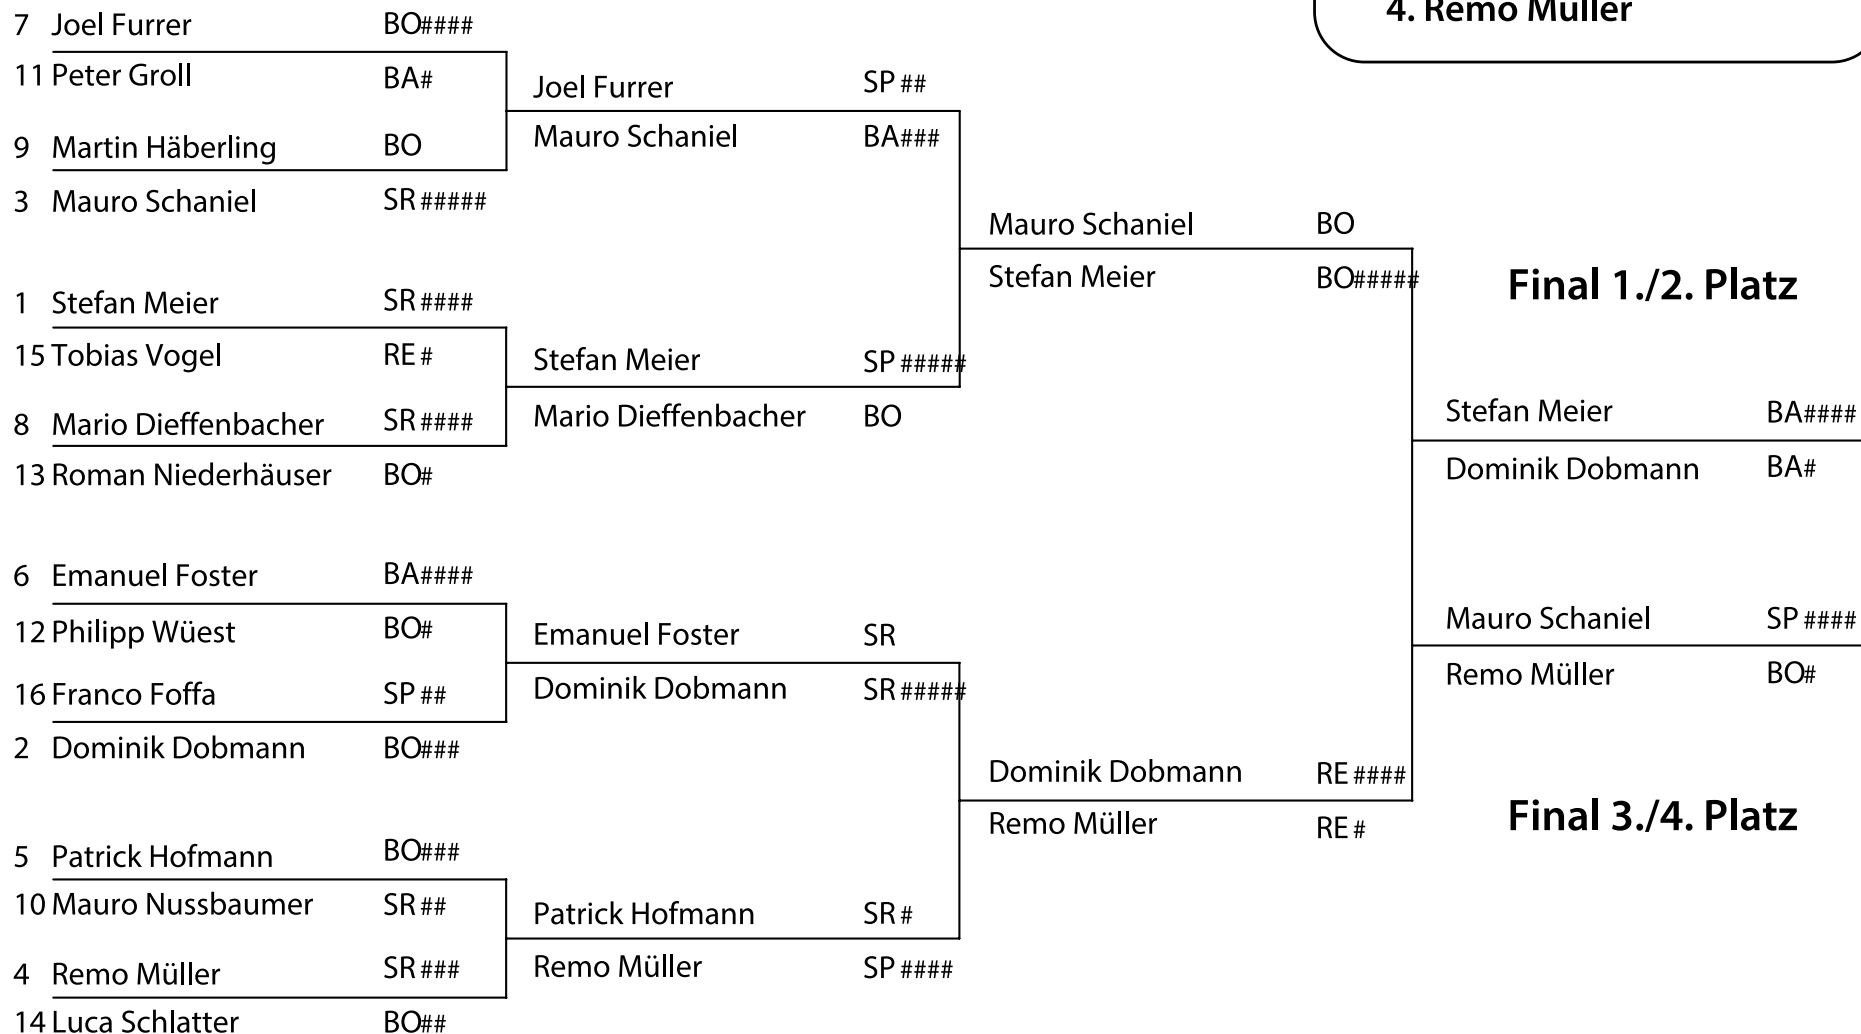 4. Remo Müller
7 Joel Furrer BO####
11 Peter Groll BA#
9 Martin Häberling BO
3 Mauro Schaniel SR #####
1 Stefan Meier SR ####
15 Tobias Vogel RE #
8 Mario Dieffenbacher SR ####
13 Roman Niederhäuser BO#
6 Emanuel Foster BA####
12 Philipp Wüest BO#
16 Franco Foffa SP ##
2 Dominik Dobmann BO###
5 Patrick Hofmann BO###
10 Mauro Nussbaumer SR ##
4 Remo Müller SR ###
14 Luca Schlatter BO##
Joel Furrer SP ##
Mauro Schaniel BA###
Stefan Meier SP #####
Mario Dieffenbacher BO
Emanuel Foster SR
Dominik Dobmann SR #####
Patrick Hofmann SR #
Remo Müller SP ####
Mauro Schaniel BO
Stefan Meier BO#####
Dominik Dobmann RE ####
Remo Müller RE #
Final 1./2. Platz
Stefan Meier BA####
Dominik Dobmann BA#
Mauro Schaniel SP ####
Remo Müller BO#
Final 3./4. Platz